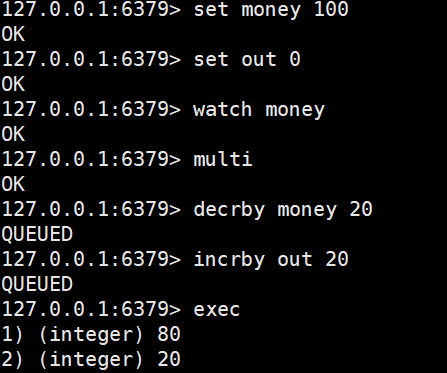 127.0.0.1:6379> set money 100
OK
127.0.0.1:6379> set out 0
OK
127.0.0.1:6379> watch money
OK
127.0.0.1:6379> multi
OK
127.0.0.1:6379> decrby money 20
QUEUED
127.0.0.1:6379> incrby out 20
QUEUED
127.0.0.1:6379> exec
1) (integer) 80
2) (integer) 20